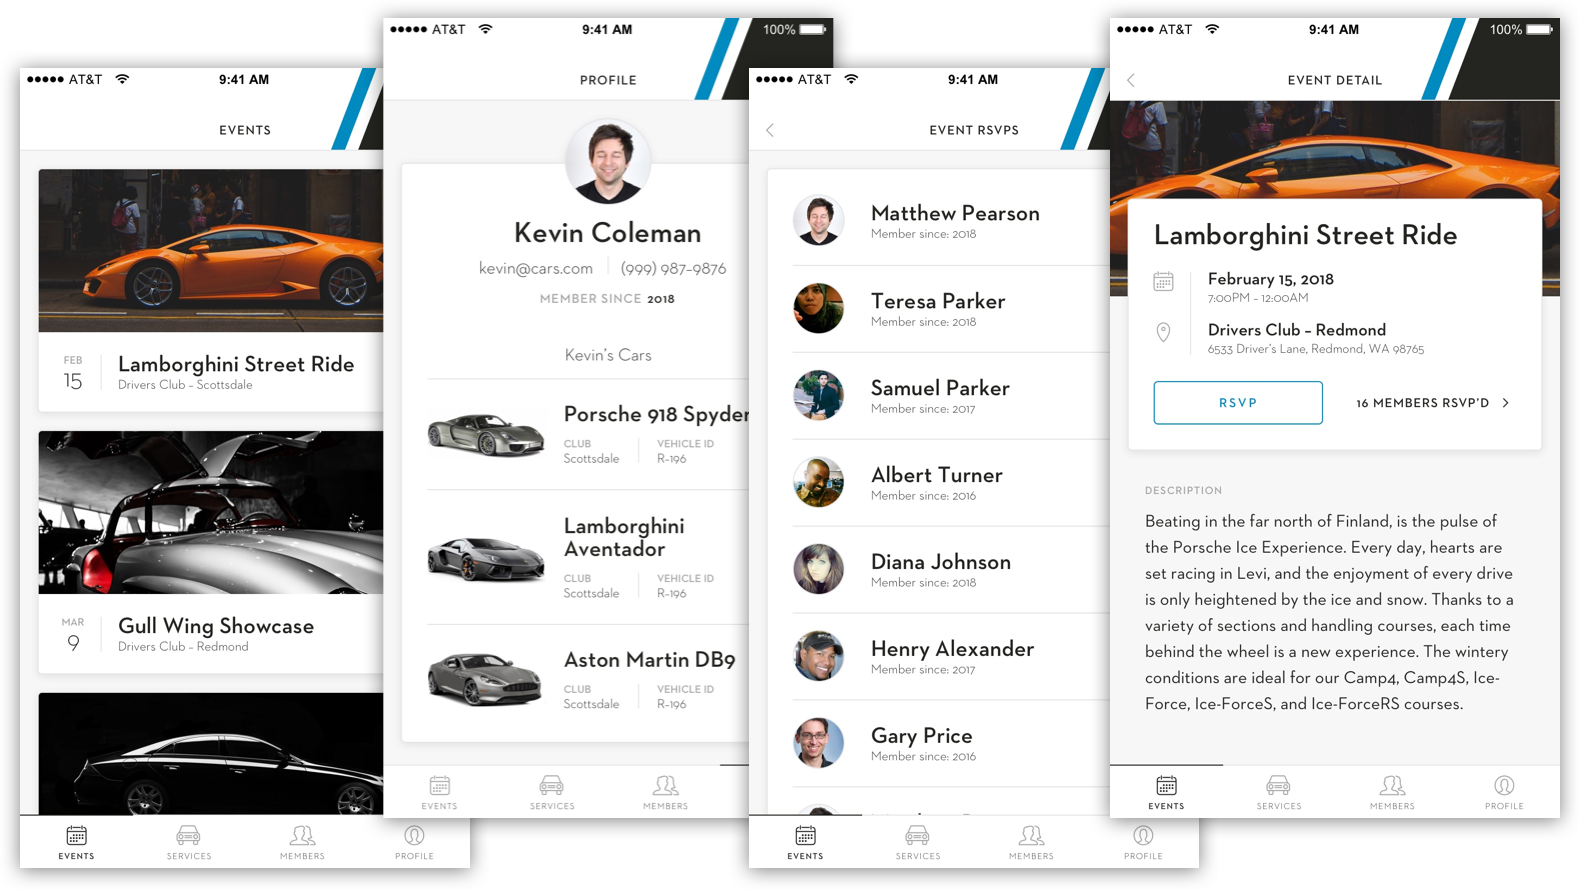 AT&T
9:41 AM
EVENTS
FEB
15
Lamborghini Street Ride
Drivers Club – Scottsdale
MAR
9
Gull Wing Showcase
Drivers Club – Redmond
EVENTS
SERVICES
MEMBERS
PROFILE
AT&T
9:41 AM
100%
PROFILE
Kevin Coleman
kevin@cars.com
(999) 987-9876
MEMBER SINCE 2018
Kevin's Cars
Porsche 918 Spyder
CLUB
Scottsdale
VEHICLE ID
R-196
Lamborghini
Aventador
CLUB
Scottsdale
VEHICLE ID
R-196
Aston Martin DB9
CLUB
Scottsdale
VEHICLE ID
R-196
EVENTS
SERVICES
MEMBERS
AT&T
9:41 AM
EVENT RSVPS
Matthew Pearson
Member since: 2018
Teresa Parker
Member since: 2018
Samuel Parker
Member since: 2017
Albert Turner
Member since: 2016
Diana Johnson
Member since: 2018
Henry Alexander
Member since: 2017
Gary Price
Member since: 2016
EVENTS
SERVICES
MEMBERS
PROFILE
AT&T
9:41 AM
100%
EVENT DETAIL
Lamborghini Street Ride
February 15, 2018
7:00PM – 12:00AM
Drivers Club – Redmond
6533 Driver's Lane, Redmond, WA 98765
RSVP
16 MEMBERS RSVP'D
DESCRIPTION
Beating in the far north of Finland, is the pulse of
the Porsche Ice Experience. Every day, hearts are
set racing in Levi, and the enjoyment of every drive
is only heightened by the ice and snow. Thanks to a
variety of sections and handling courses, each time
behind the wheel is a new experience. The wintery
conditions are ideal for our Camp4, Camp4S, Ice-
Force, Ice-ForceS, and Ice-ForceRS courses.
EVENTS
SERVICES
MEMBERS
PROFILE